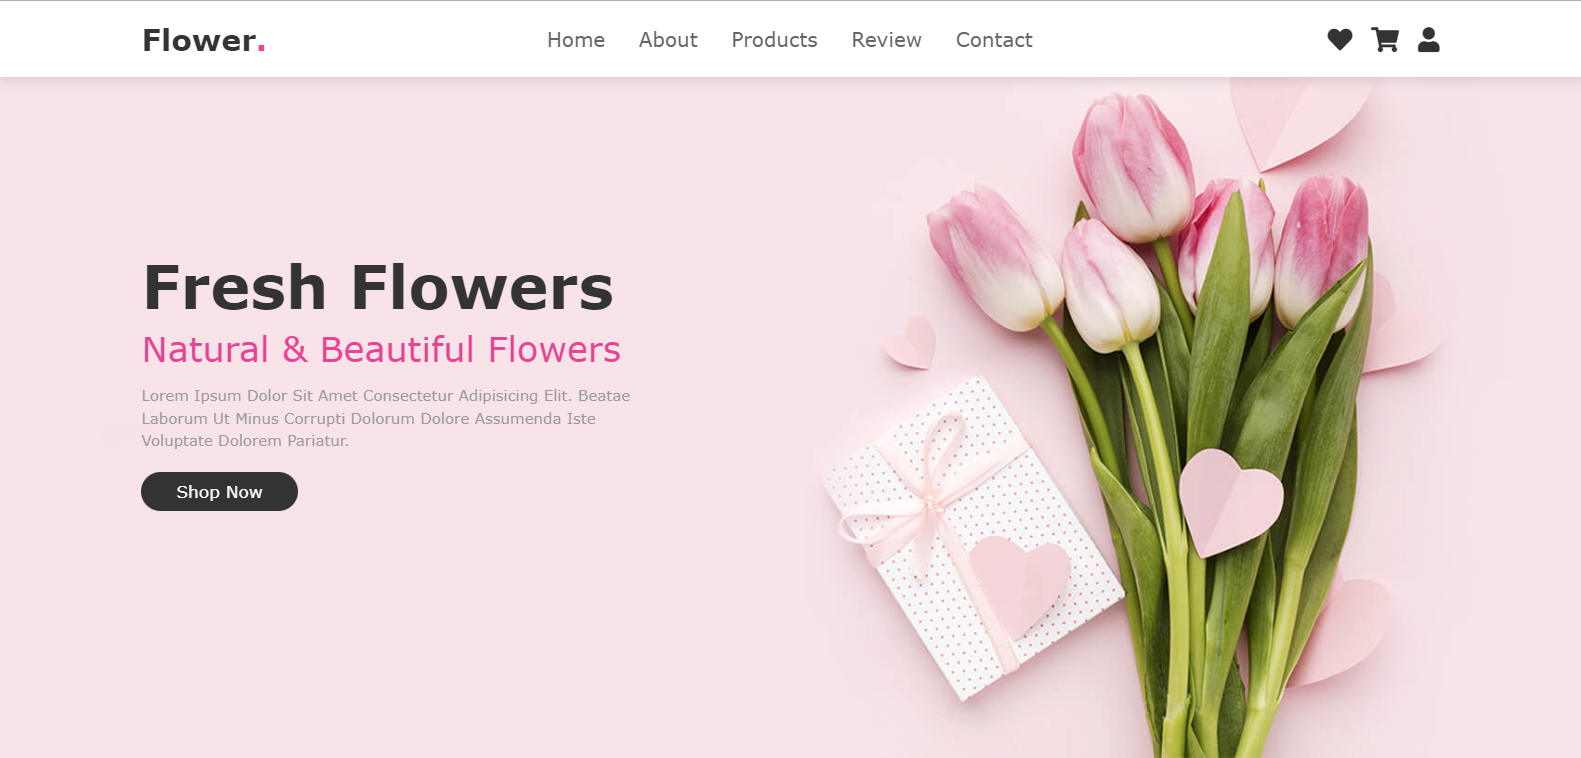 Flower.
Home About Products Review Contact
Fresh Flowers
Natural & Beautiful Flowers
Lorem Ipsum Dolor Sit Amet Consectetur Adipisicing Elit. Beatae
Laborum Ut Minus Corrupti Dolorum Dolore Assumenda Iste
Voluptate Dolorem Pariatur.
Shop Now